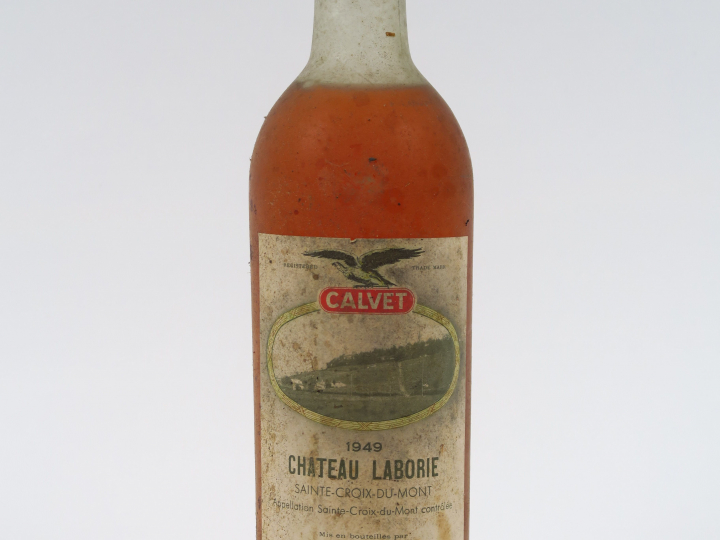 REGISTERED TRADE MARK
CALVET
1949
CHATEAU LABORIE
SAINTE-CROIX-DU-MONT
Appellation Sainte-Croix-du-Mont contrôlée
Mis en bouteilles par